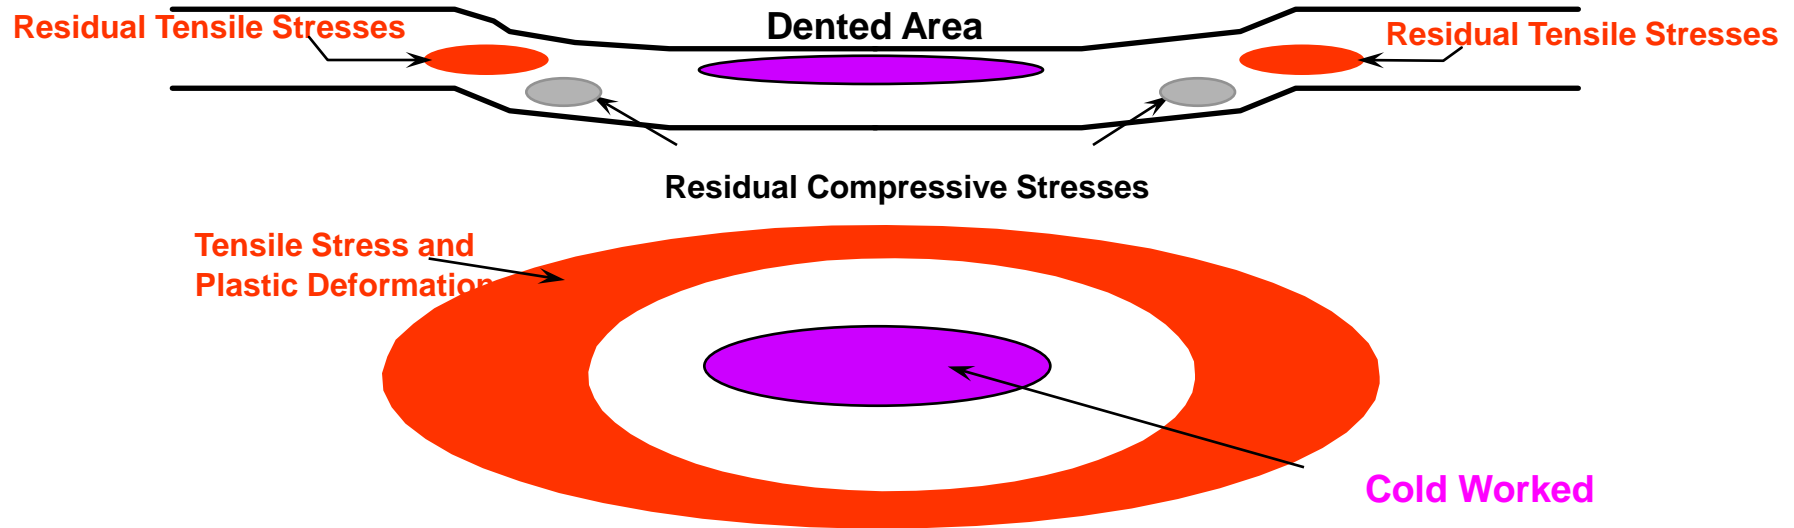 Residual Tensile Stresses
Dented Area
Residual Tensile Stresses
Residual Compressive Stresses
Tensile Stress and
Plastic Deformation
Cold Worked